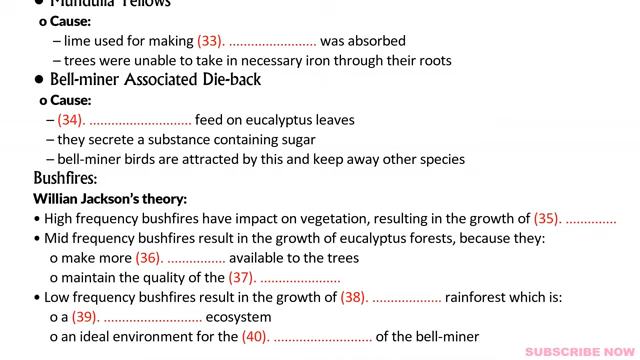 ● Mundulla Yellows
o Cause:
– lime used for making (33). ........................ was absorbed
– trees were unable to take in necessary iron through their roots
● Bell-miner Associated Die-back
o Cause:
– (34). ............................ feed on eucalyptus leaves
– they secrete a substance containing sugar
– bell-miner birds are attracted by this and keep away other species
Bushfires:
Willian Jackson's theory:
• High frequency bushfires have impact on vegetation, resulting in the growth of (35). ..............
• Mid frequency bushfires result in the growth of eucalyptus forests, because they:
o make more (36). ................ available to the trees
o maintain the quality of the (37). ......................
• Low frequency bushfires result in the growth of (38). ................... rainforest which is:
o a (39). ........................... ecosystem
o an ideal environment for the (40). ........................... of the bell-miner
SUBSCRIBE NOW